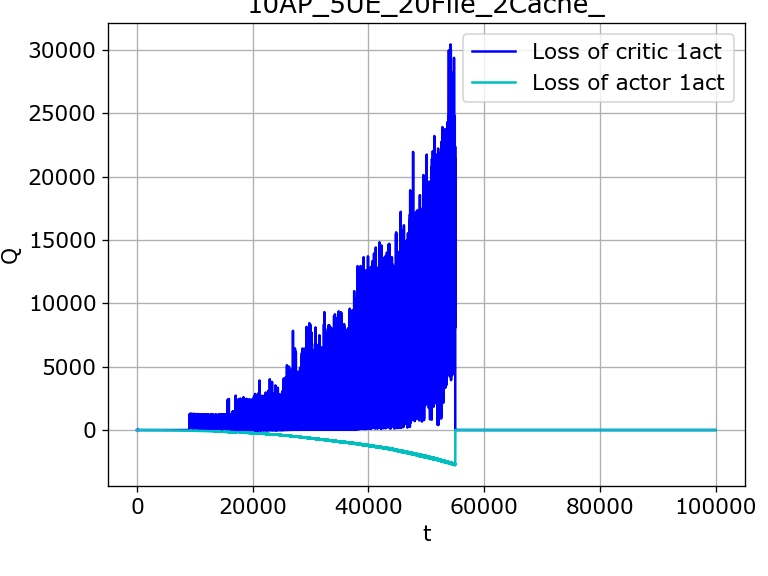 10AP_5UE_20File_2Cache_
30000
25000
20000
15000
10000
5000
0
Q
Loss of critic 1act
Loss of actor 1act
0 20000 40000 60000 80000 100000
t